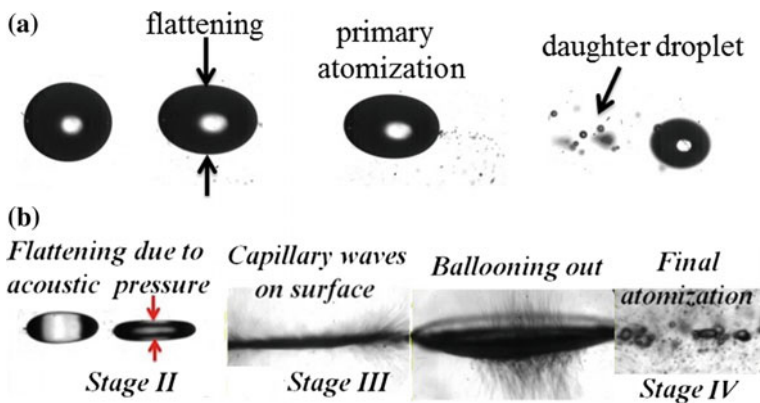 (a)
flattening
primary
atomization
daughter droplet
(b)
Flattening due to
acoustic pressure
Capillary waves
on surface
Ballooning out
Final
atomization
Stage II
Stage III
Stage IV